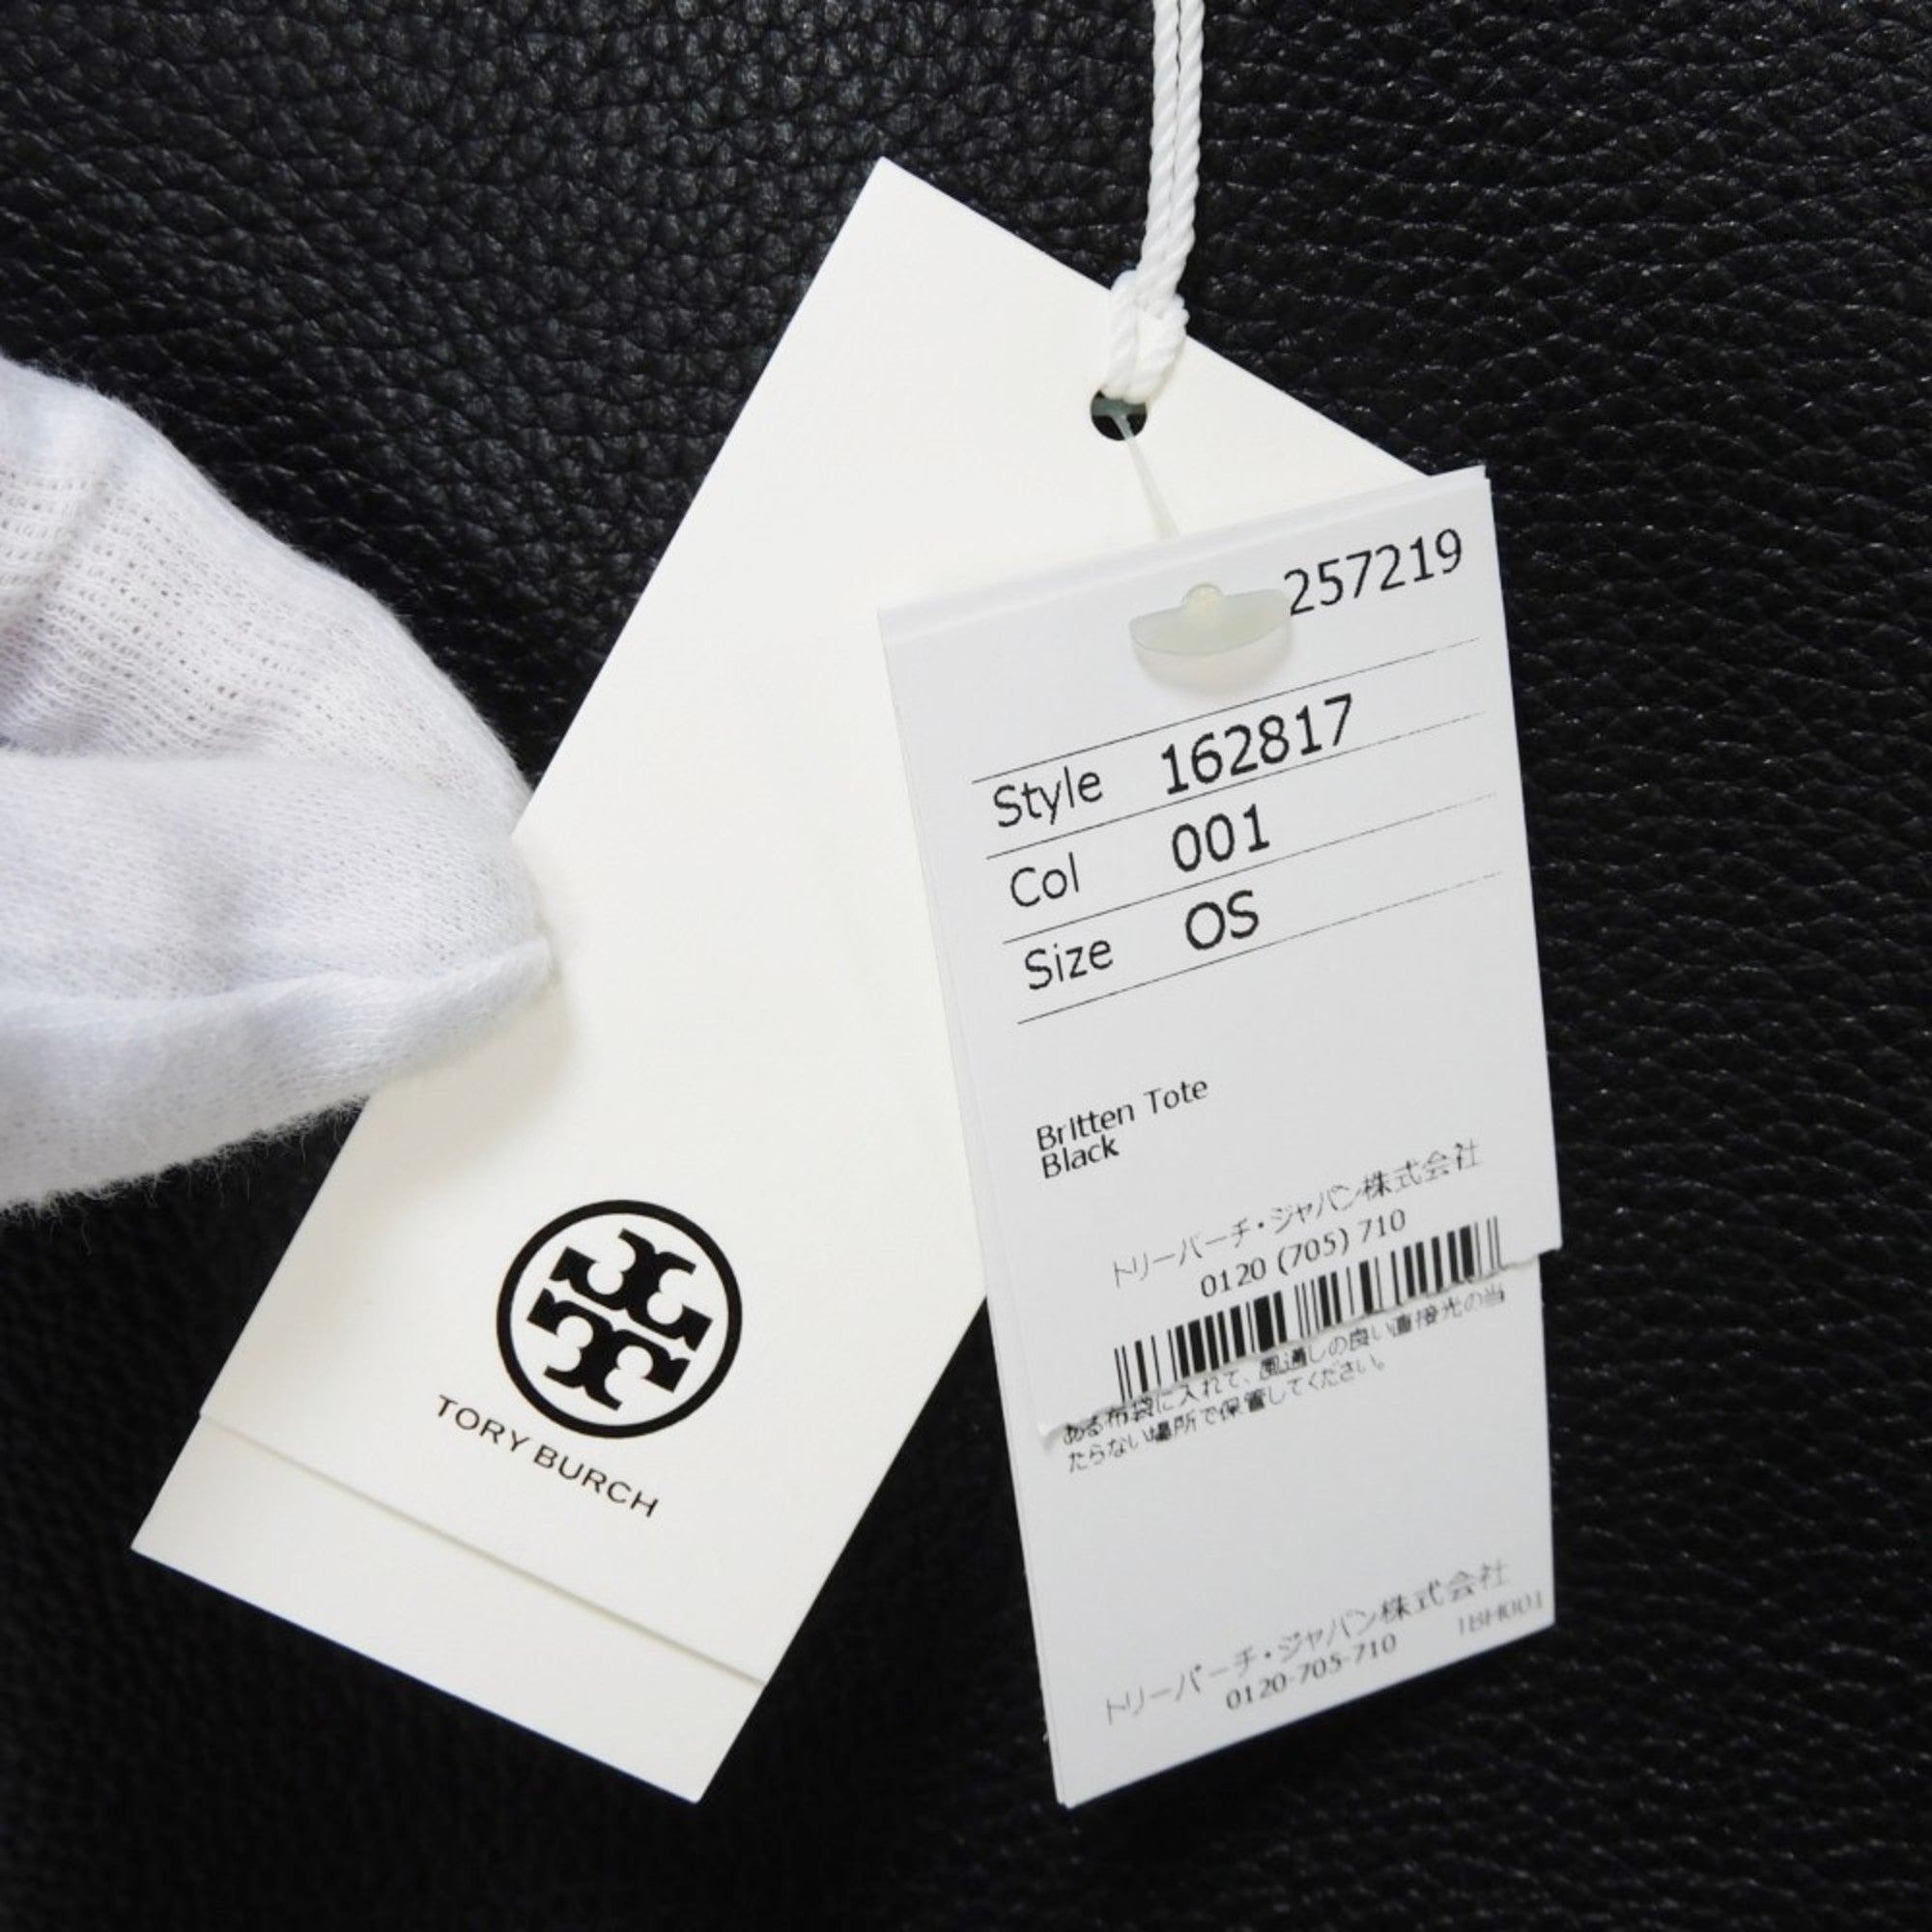 TORY BURCH
257219
Style 162817
Col 001
Size OS
Britten Tote
Black
トリーバーチ・ジャパン株式会社
0120 (705) 710
ある布袋に入れて、風通しの良い直接光の当
たらない場所で保管してください。
トリーバーチ・ジャパン株式会社
0120-705-710